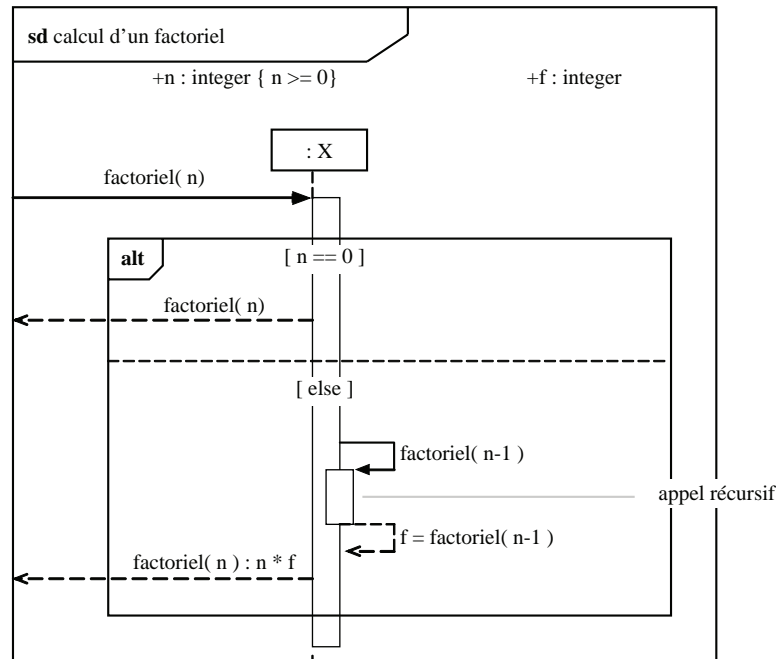 sd calcul d'un factoriel
+n : integer { n >= 0}
+f : integer
: X
factoriel( n)
alt
[ n == 0 ]
factoriel( n)
[ else ]
factoriel( n-1 )
appel récursif
f = factoriel( n-1 )
factoriel( n ) : n * f